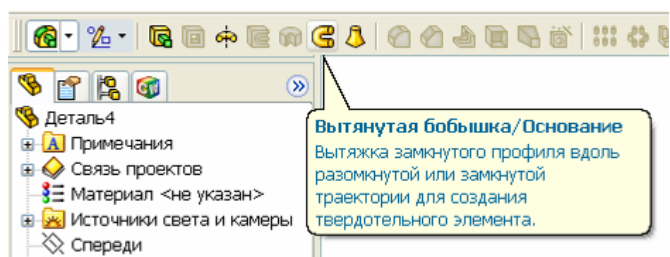 Деталь4
Примечания
Связь проектов
Материал <не указан>
Источники света и камеры
Спереди
Вытянутая бобышка/Основание
Вытяжка замкнутого профиля вдоль
разомкнутой или замкнутой
траектории для создания
твердотельного элемента.